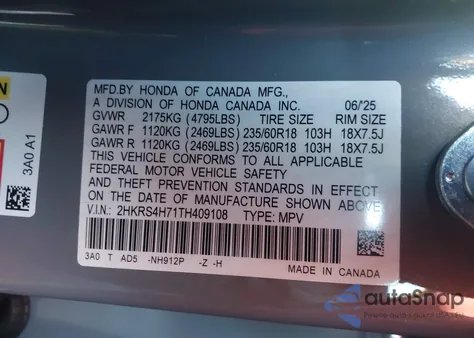 MFD.BY HONDA OF CANADA MFG.,
A DIVISION OF HONDA CANADA INC. 06/'25
GVWR 2175KG (4795LBS) TIRE SIZE RIM SIZE
GAWR F 1120KG (2469LBS) 235/60R18 103H 18X7.5J
GAWR R 1120KG (2469LBS) 235/60R18 103H 18X7.5J
THIS VEHICLE CONFORMS TO ALL APPLICABLE
FEDERAL MOTOR VEHICLE SAFETY
AND THEFT PREVENTION STANDARDS IN EFFECT
ON THE DATE OF MANUFACTURE SHOWN ABOVE.
V.I.N.: 2HKRS4H71TH409108 TYPE: MPV
3A0 T AD5 -NH912P -Z -H
MADE IN CANADA
3A0 A1
autoSnap